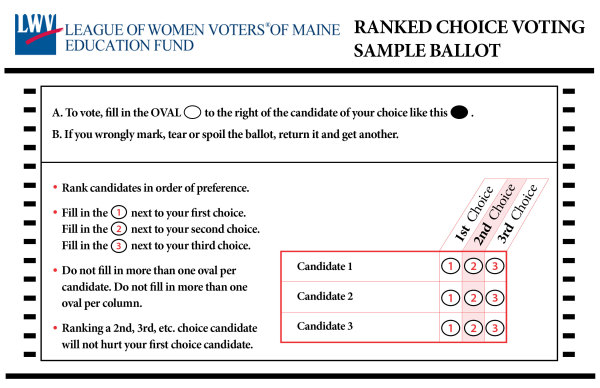 LWV
LEAGUE OF WOMEN VOTERS® OF MAINE
EDUCATION FUND
RANKED CHOICE VOTING
SAMPLE BALLOT
A. To vote, fill in the OVAL to the right of the candidate of your choice like this .
B. If you wrongly mark, tear or spoil the ballot, return it and get another.
• Rank candidates in order of preference.
• Fill in the 1 next to your first choice.
Fill in the 2 next to your second choice.
Fill in the 3 next to your third choice.
• Do not fill in more than one oval per
candidate. Do not fill in more than one
oval per column.
• Ranking a 2nd, 3rd, etc. choice candidate
will not hurt your first choice candidate.
1st Choice
2nd Choice
3rd Choice
Candidate 1 1 2 3
Candidate 2 1 2 3
Candidate 3 1 2 3